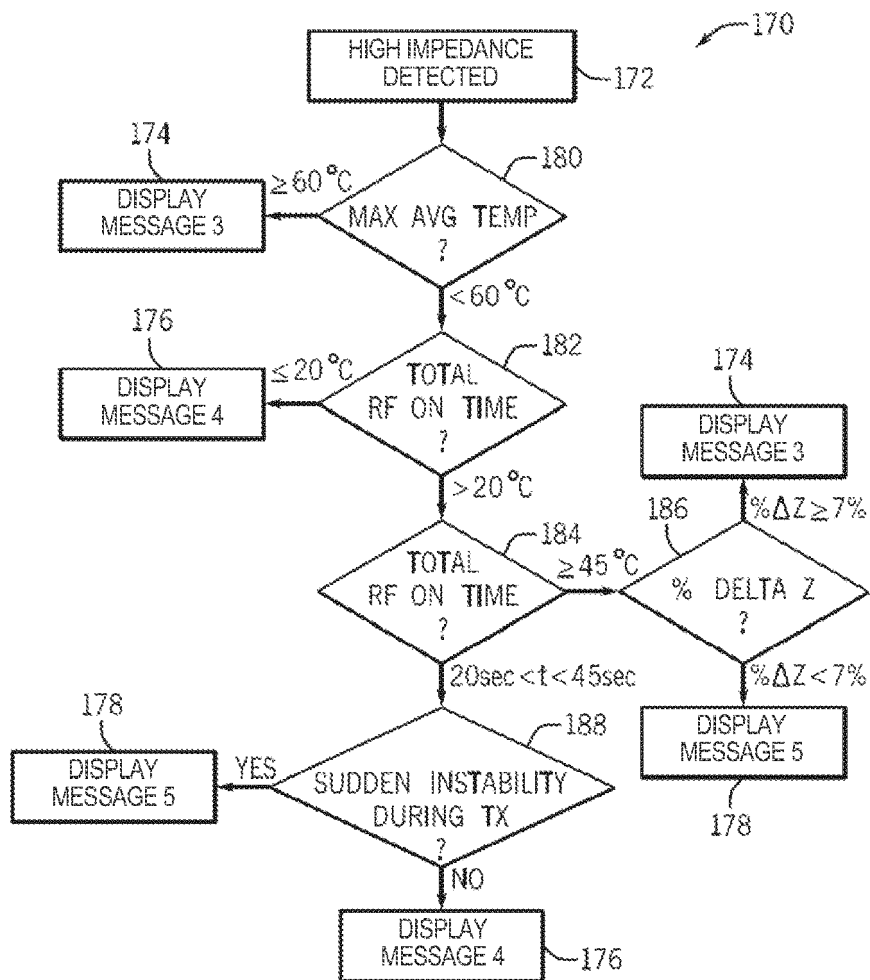 170
HIGH IMPEDANCE
DETECTED
172
174
DISPLAY
MESSAGE 3
≥60°C
180
MAX AVG TEMP
?
<60°C
176
DISPLAY
MESSAGE 4
≤20°C
182
TOTAL
RF ON TIME
?
>20°C
174
DISPLAY
MESSAGE 3
184
TOTAL
RF ON TIME
?
≥45°C
186
%ΔZ≥7%
% DELTA Z
?
%ΔZ<7%
DISPLAY
MESSAGE 5
178
20sec<t<45sec
178
DISPLAY
MESSAGE 5
YES
188
SUDDEN INSTABILITY
DURING TX
?
NO
DISPLAY
MESSAGE 4
176